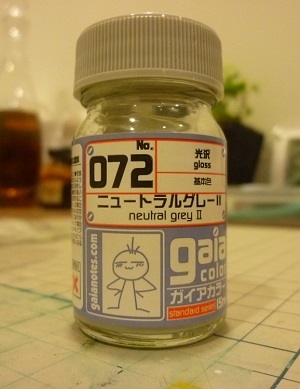 No.
072
光沢
gloss
基本色
ニュートラルグレーⅡ
neutral grey Ⅱ
gaianotes.com
gaia
color
ガイアカラー
standard series
15ml